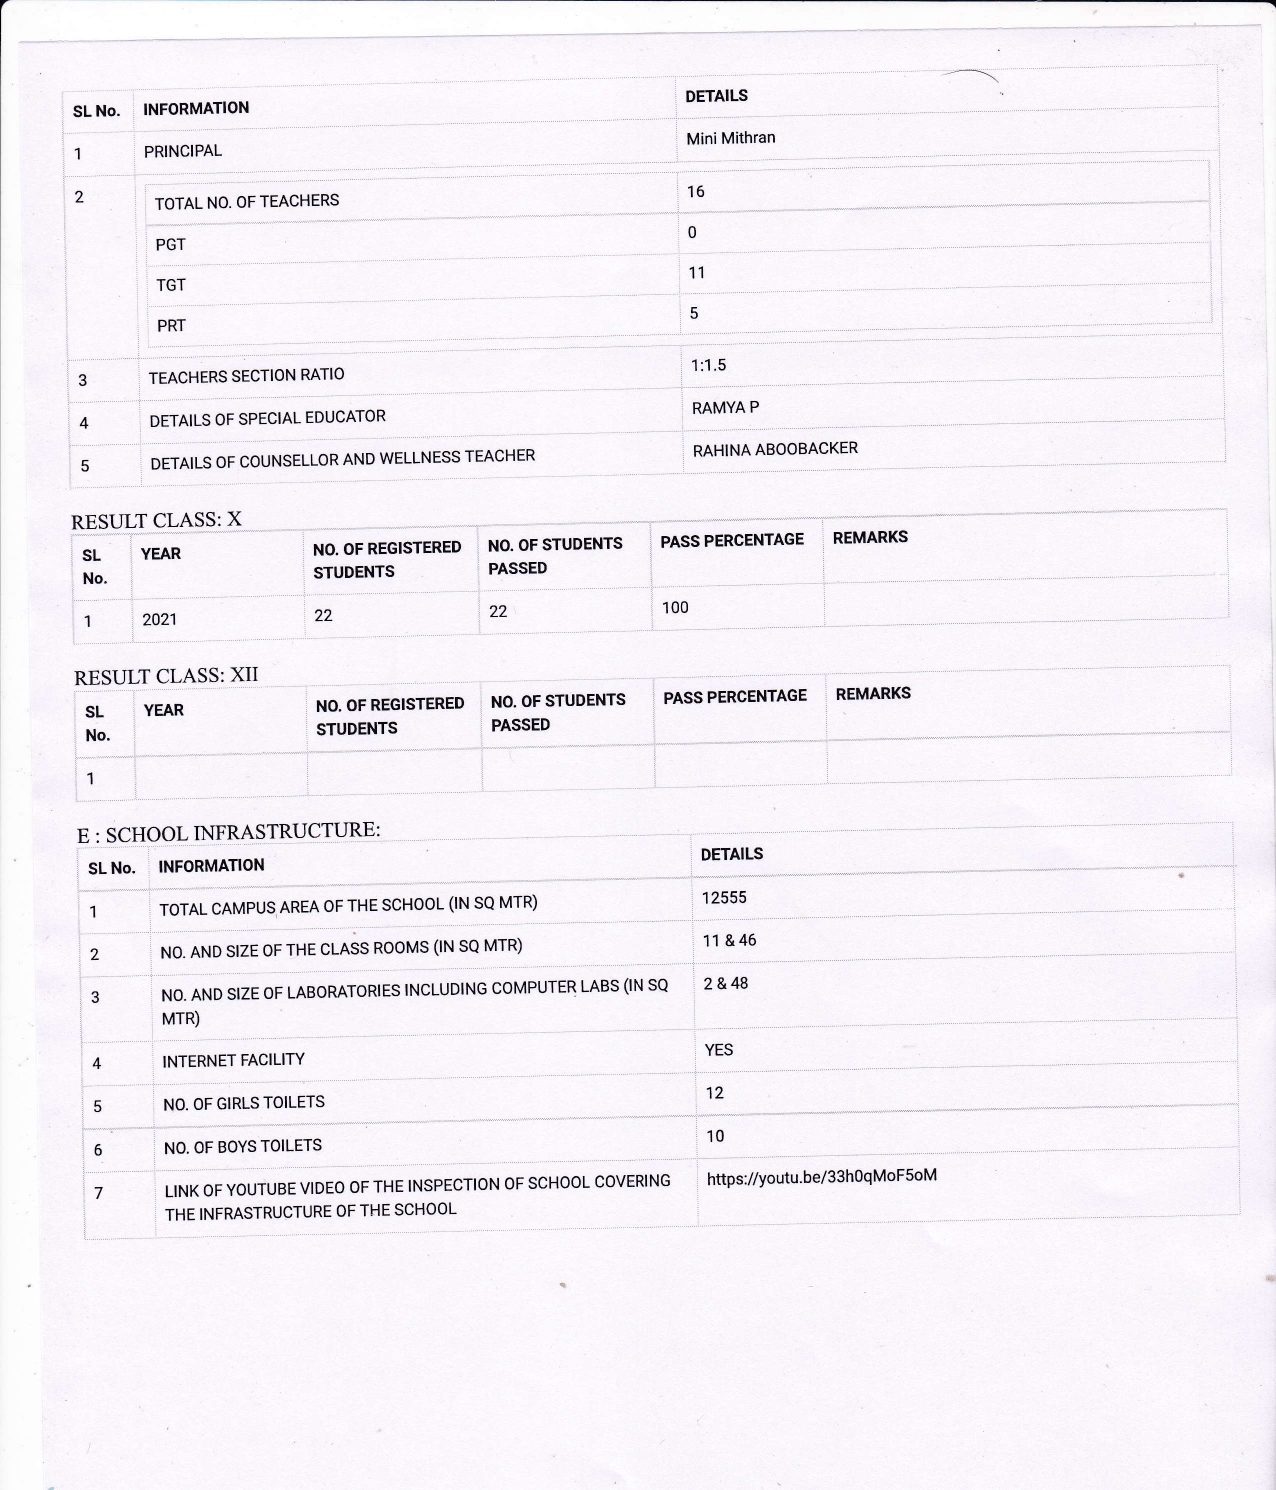 SL No. INFORMATION DETAILS
1 PRINCIPAL Mini Mithran
2 TOTAL NO. OF TEACHERS 16
PGT 0
TGT 11
PRT 5
3 TEACHERS SECTION RATIO 1:1.5
4 DETAILS OF SPECIAL EDUCATOR RAMYA P
5 DETAILS OF COUNSELLOR AND WELLNESS TEACHER RAHINA ABOOBACKER
RESULT CLASS: X
SL YEAR NO. OF REGISTERED NO. OF STUDENTS PASS PERCENTAGE REMARKS
No. STUDENTS PASSED
1 2021 22 22 100
RESULT CLASS: XII
SL YEAR NO. OF REGISTERED NO. OF STUDENTS PASS PERCENTAGE REMARKS
No. STUDENTS PASSED
1
E : SCHOOL INFRASTRUCTURE:
SL No. INFORMATION DETAILS
1 TOTAL CAMPUS AREA OF THE SCHOOL (IN SQ MTR) 12555
2 NO. AND SIZE OF THE CLASS ROOMS (IN SQ MTR) 11 & 46
3 NO. AND SIZE OF LABORATORIES INCLUDING COMPUTER LABS (IN SQ 2 & 48
MTR)
4 INTERNET FACILITY YES
5 NO. OF GIRLS TOILETS 12
6 NO. OF BOYS TOILETS 10
7 LINK OF YOUTUBE VIDEO OF THE INSPECTION OF SCHOOL COVERING https://youtu.be/33h0qMoF5oM
THE INFRASTRUCTURE OF THE SCHOOL